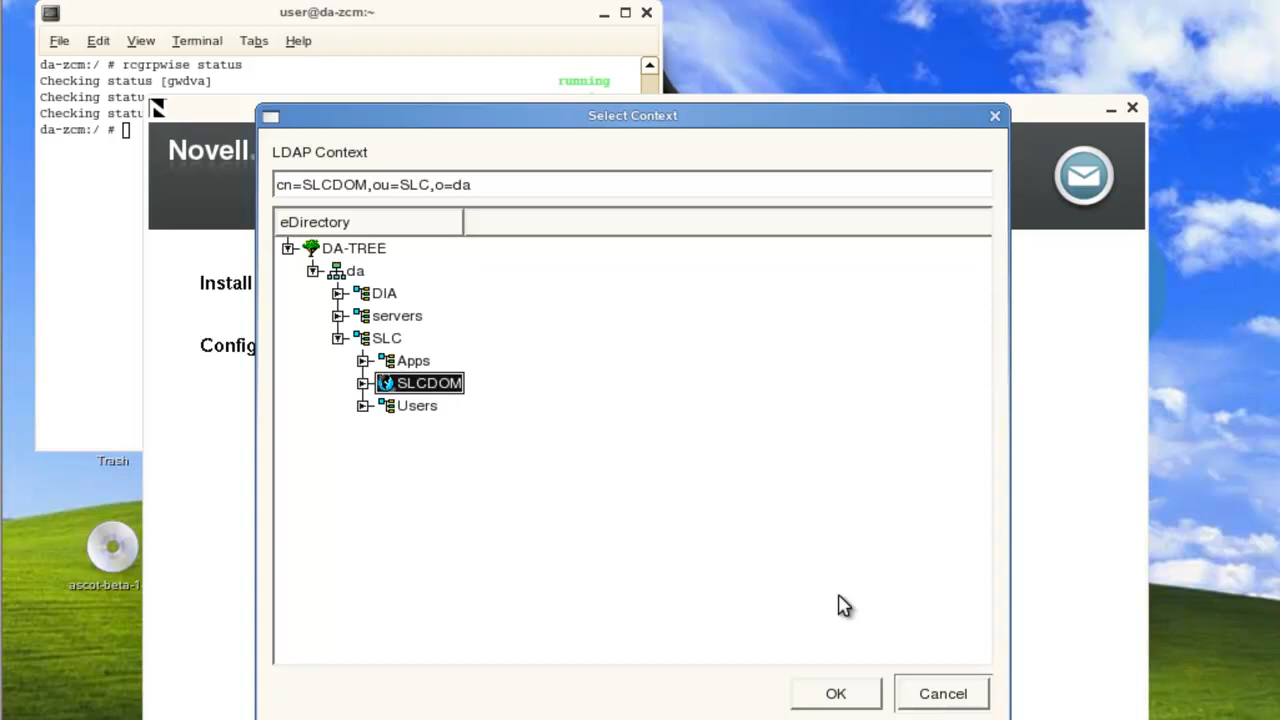 user@da-zcm:~
File Edit View Terminal Tabs Help
da-zcm:/ # rcgrpwise status
Checking status [gwdva] running
Checking statu
Checking statu
da-zcm:/ #
Select Context
Novell.
LDAP Context
cn=SLCDOM,ou=SLC,o=da
eDirectory
DA-TREE
da
Install
DIA
servers
SLC
Config
Apps
SLCDOM
Users
Trash
ascot-beta-1
OK Cancel